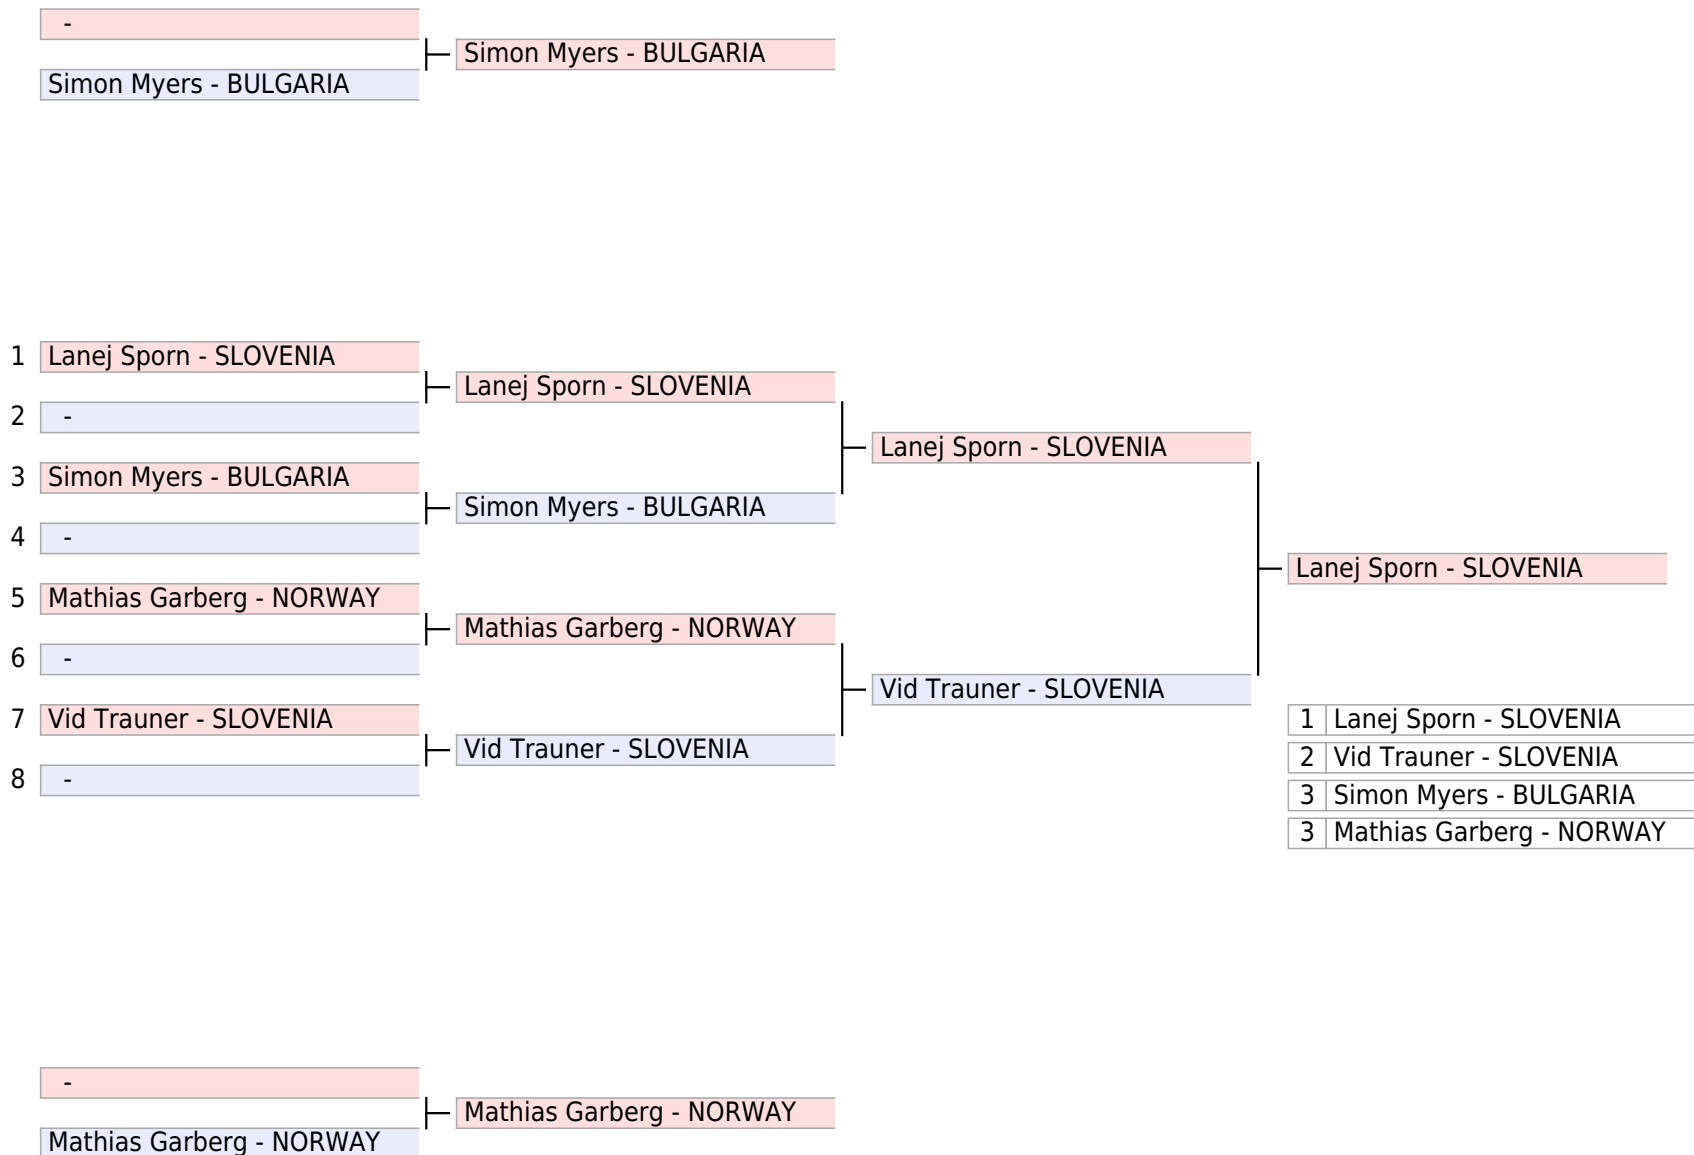 -
Simon Myers - BULGARIA
Simon Myers - BULGARIA
1 Lanej Sporn - SLOVENIA
Lanej Sporn - SLOVENIA
2 -
Lanej Sporn - SLOVENIA
3 Simon Myers - BULGARIA
Simon Myers - BULGARIA
4 -
Lanej Sporn - SLOVENIA
5 Mathias Garberg - NORWAY
Mathias Garberg - NORWAY
6 -
Vid Trauner - SLOVENIA
7 Vid Trauner - SLOVENIA
Vid Trauner - SLOVENIA
8 -
1 Lanej Sporn - SLOVENIA
2 Vid Trauner - SLOVENIA
3 Simon Myers - BULGARIA
3 Mathias Garberg - NORWAY
-
Mathias Garberg - NORWAY
Mathias Garberg - NORWAY